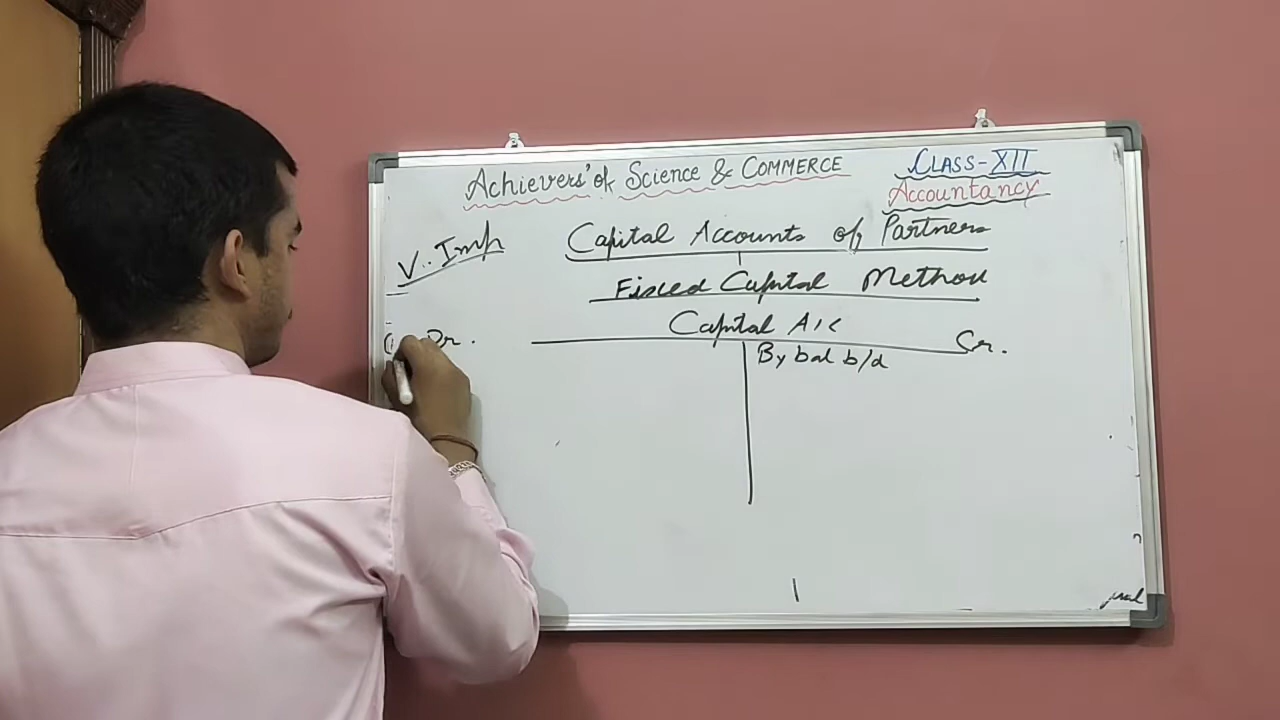 Achievers' of Science & Commerce
CLASS-XII
Accountancy
V.. Imp
Capital Accounts of Partners
Fixed Capital Method
Capital A/C
Dr.
Cr.
By bal b/d